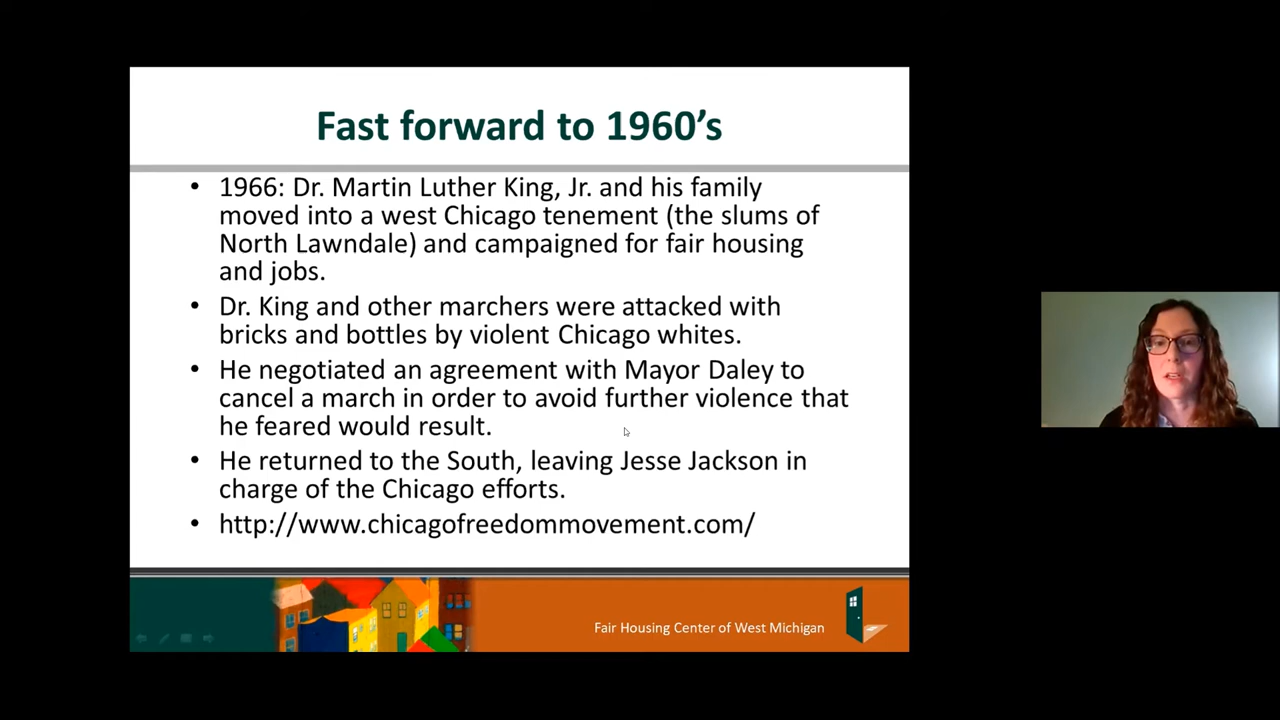 Fast forward to 1960’s
• 1966: Dr. Martin Luther King, Jr. and his family
moved into a west Chicago tenement (the slums of
North Lawndale) and campaigned for fair housing
and jobs.
• Dr. King and other marchers were attacked with
bricks and bottles by violent Chicago whites.
• He negotiated an agreement with Mayor Daley to
cancel a march in order to avoid further violence that
he feared would result.
• He returned to the South, leaving Jesse Jackson in
charge of the Chicago efforts.
• http://www.chicagofreedommovement.com/
Fair Housing Center of West Michigan